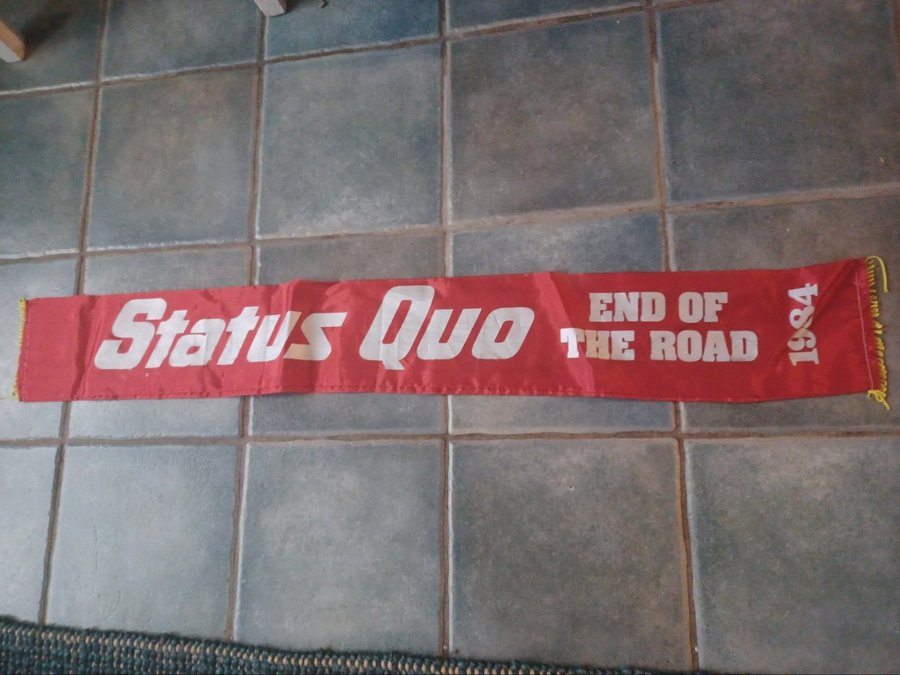 Status Quo
END OF
THE ROAD
1984